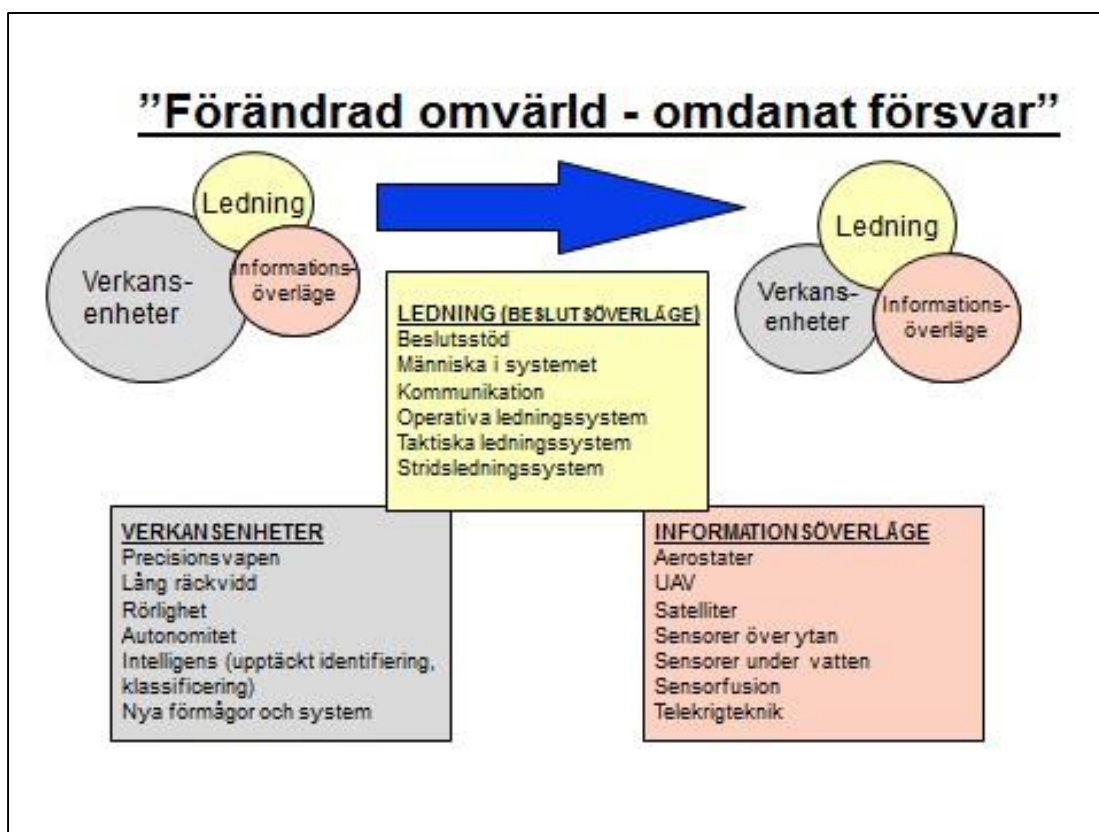 ”Förändrad omvärld - omdanat försvar”
Ledning
Verkans-
enheter
Informations-
överläge
Ledning
Verkans-
enheter
Informations-
överläge
LEDNING (BESLUTSÖVERLÄGE)
Beslutsstöd
Människa i systemet
Kommunikation
Operativa ledningssystem
Taktiska ledningssystem
Stridsledningssystem
VERKANSENHETER
Precisionsvapen
Lång räckvidd
Rörlighet
Autonomitet
Intelligens (upptäckt identifiering,
klassificering)
Nya förmågor och system
INFORMATIONSÖVERLÄGE
Aerostater
UAV
Satelliter
Sensorer över ytan
Sensorer under vatten
Sensorfusion
Telekrigteknik